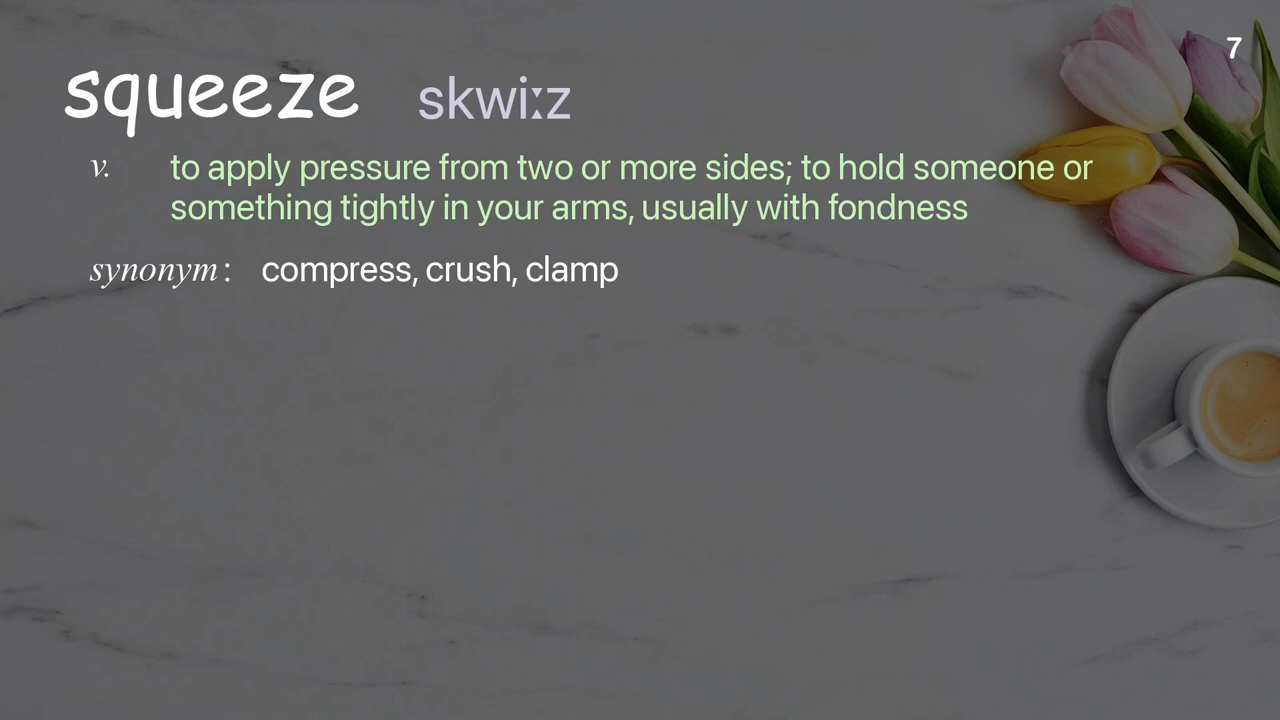 7
squeeze skwiːz
v. to apply pressure from two or more sides; to hold someone or
something tightly in your arms, usually with fondness
synonym: compress, crush, clamp